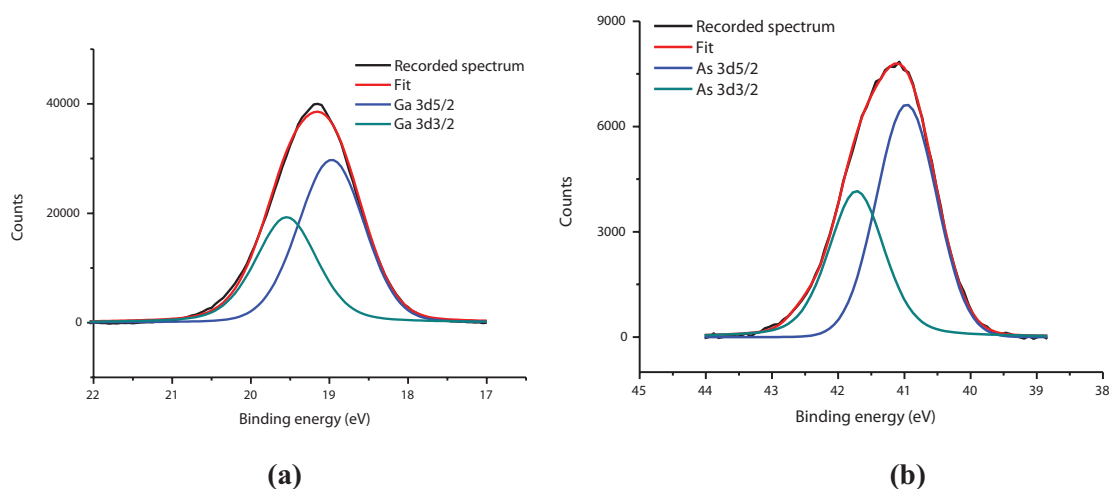 Recorded spectrum
Fit
Ga 3d5/2
Ga 3d3/2
40000
20000
0
Counts
22 21 20 19 18 17
Binding energy (eV)
(a)
Recorded spectrum
Fit
As 3d5/2
As 3d3/2
9000
6000
3000
0
Counts
45 44 43 42 41 40 39 38
Binding energy (eV)
(b)